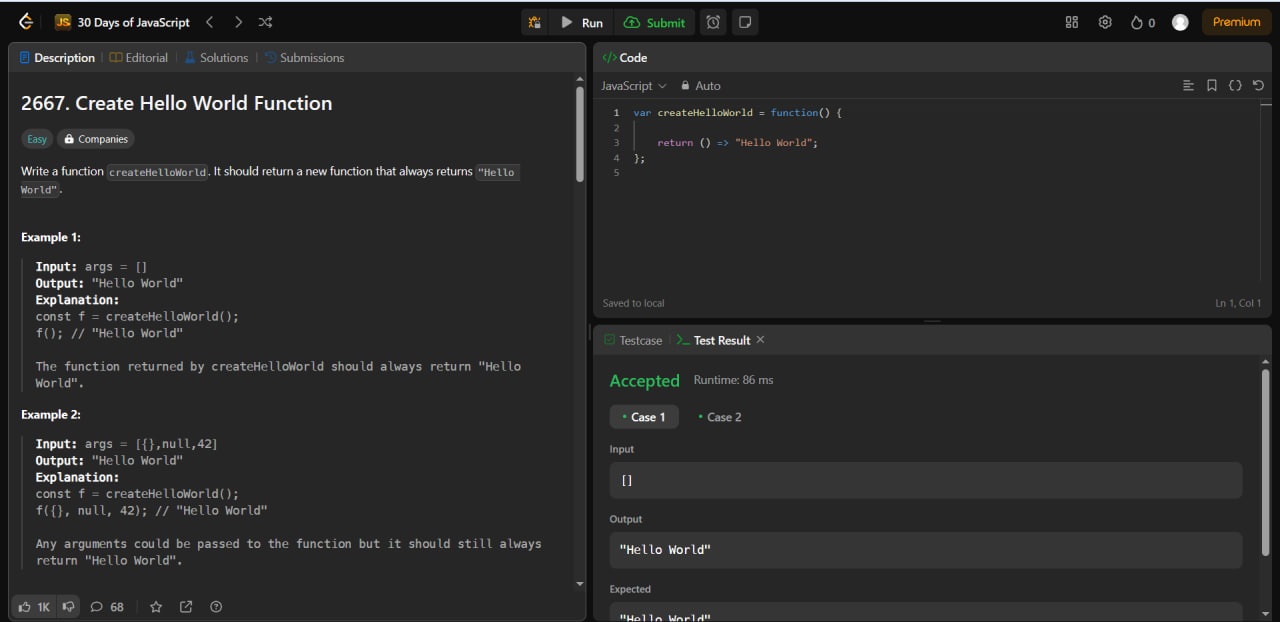 JS 30 Days of JavaScript
Run
Submit
0
Premium
Description
Editorial
Solutions
Submissions
2667. Create Hello World Function
Easy
Companies
Write a function createHelloWorld. It should return a new function that always returns "Hello
World".
Example 1:
Input: args = []
Output: "Hello World"
Explanation:
const f = createHelloWorld();
f(); // "Hello World"
The function returned by createHelloWorld should always return "Hello
World".
Example 2:
Input: args = [{},null,42]
Output: "Hello World"
Explanation:
const f = createHelloWorld();
f({}, null, 42); // "Hello World"
Any arguments could be passed to the function but it should still always
return "Hello World".
1K
68
</> Code
JavaScript
Auto
1 var createHelloWorld = function() {
2
3 return () => "Hello World";
4 };
5
Saved to local
Ln 1, Col 1
Testcase
>_ Test Result
Accepted
Runtime: 86 ms
• Case 1
• Case 2
Input
[]
Output
"Hello World"
Expected
"Hello World"